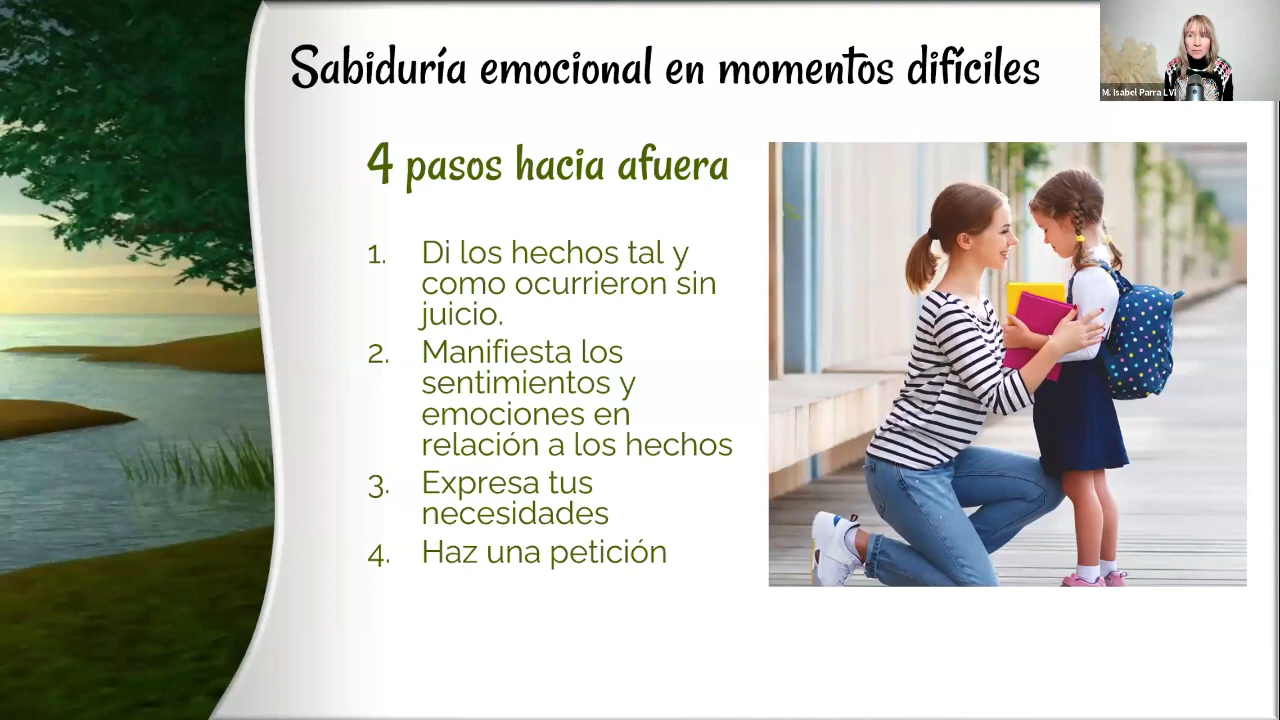 Sabiduría emocional en momentos difíciles
M. Isabel Parra LVI
4 pasos hacia afuera
1. Di los hechos tal y
como ocurrieron sin
juicio.
2. Manifiesta los
sentimientos y
emociones en
relación a los hechos
3. Expresa tus
necesidades
4. Haz una petición